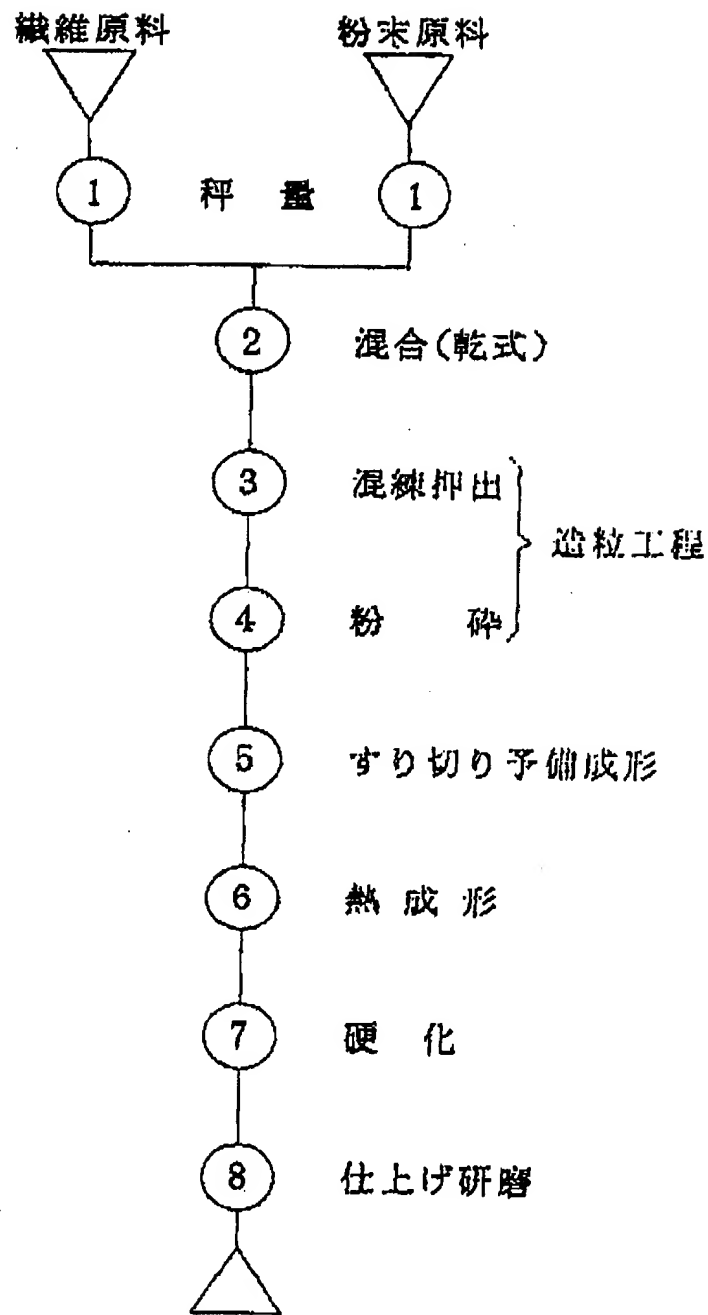 繊維原料 粉末原料
1 秤量 1
2 混合(乾式)
3 混練押出
造粒工程
4 粉砕
5 すり切り予備成形
6 熱成形
7 硬化
8 仕上げ研磨